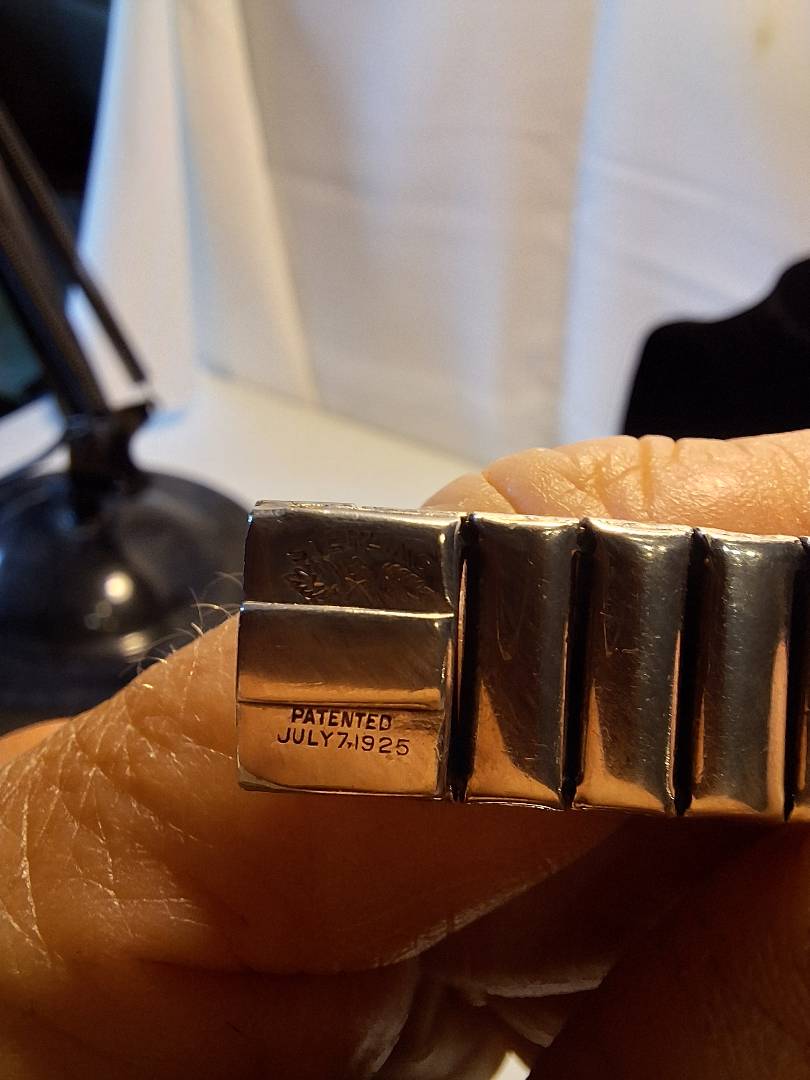 PATENTED
JULY 7, 1925